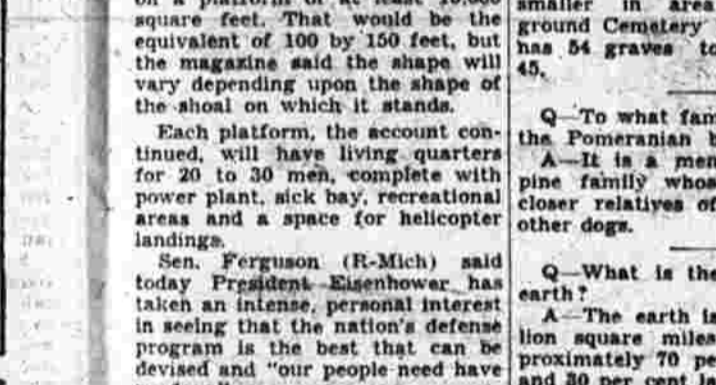 square feet. That would be the
equivalent of 100 by 150 feet, but
the magazine said the shape will
vary depending upon the shape of
the shoal on which it stands.
Each platform, the account con-
tinued, will have living quarters
for 20 to 30 men, complete with
power plant, sick bay, recreational
areas and a space for helicopter
landings.
Sen. Ferguson (R-Mich) said
today President Eisenhower has
taken an intense, personal interest
in seeing that the nation's defense
program is the best that can be
devised and "our people need have
smaller in area
ground Cemetery
has 54 graves to
45.
Q—To what fam
the Pomeranian b
A—It is a mem
pine family whos
closer relatives of
other dogs.
Q—What is the
earth?
A—The earth is
lion square miles
proximately 70 pe
and 30 per cent la